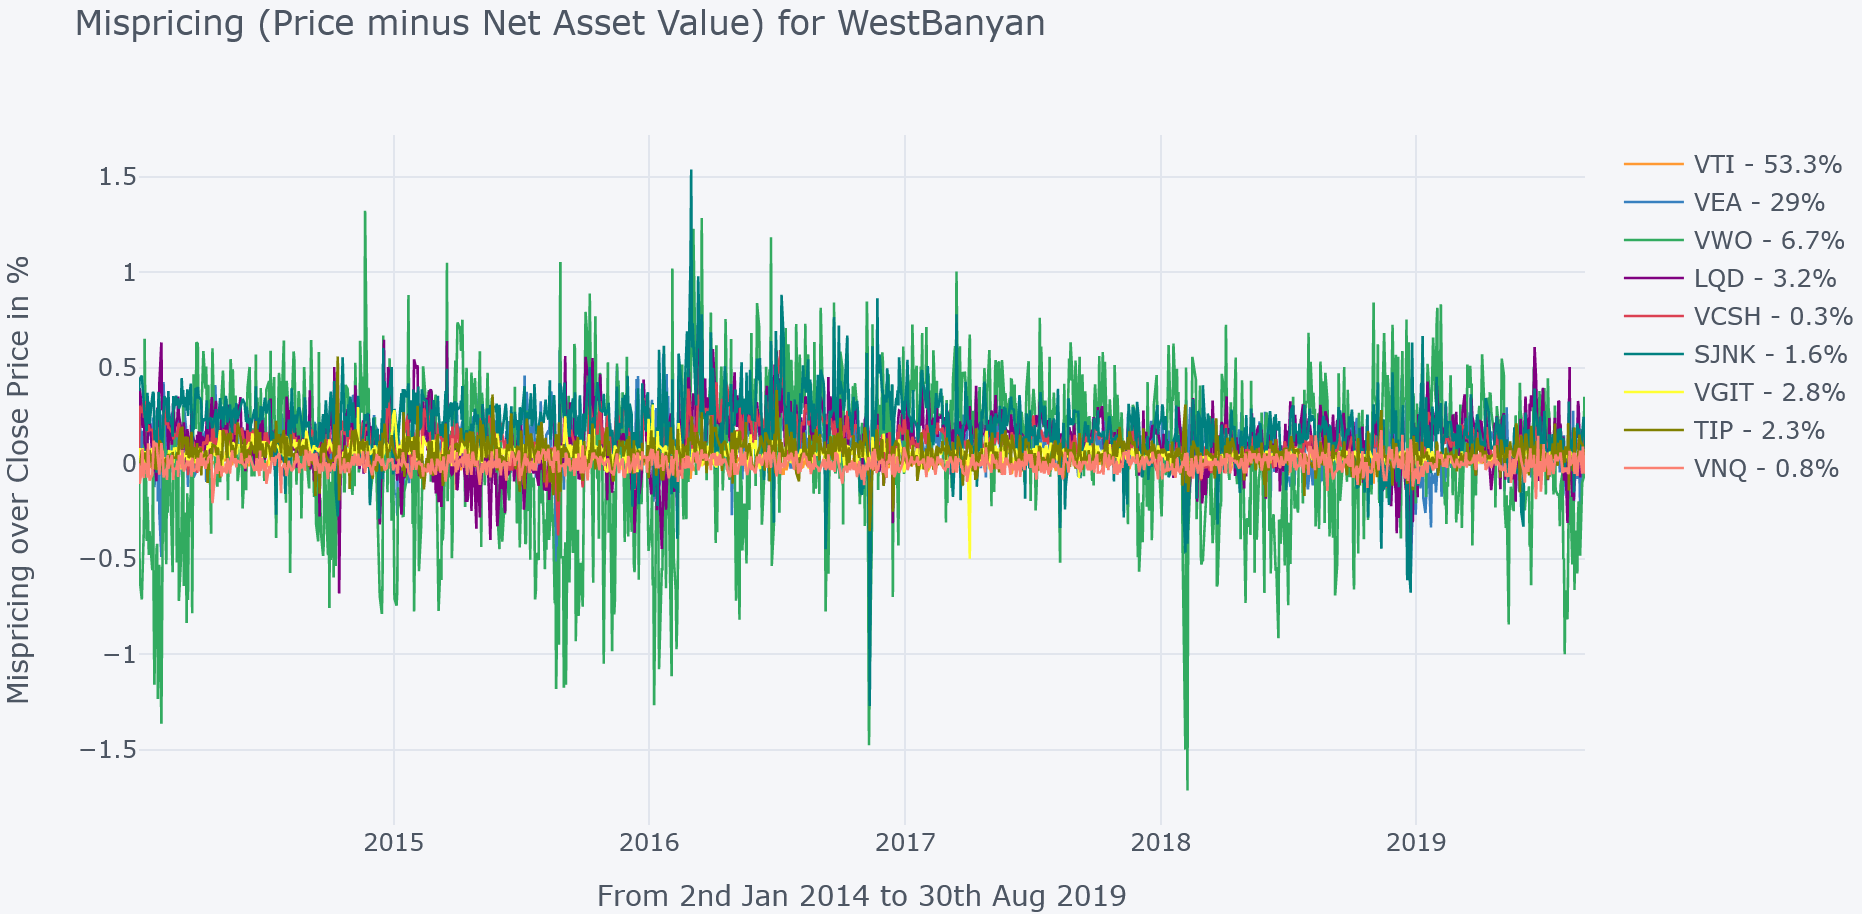 Mispricing (Price minus Net Asset Value) for WestBanyan
Mispricing over Close Price in %
1.5
1
0.5
0
−0.5
−1
−1.5
2015
2016
2017
2018
2019
From 2nd Jan 2014 to 30th Aug 2019
VTI - 53.3%
VEA - 29%
VWO - 6.7%
LQD - 3.2%
VCSH - 0.3%
SJNK - 1.6%
VGIT - 2.8%
TIP - 2.3%
VNQ - 0.8%